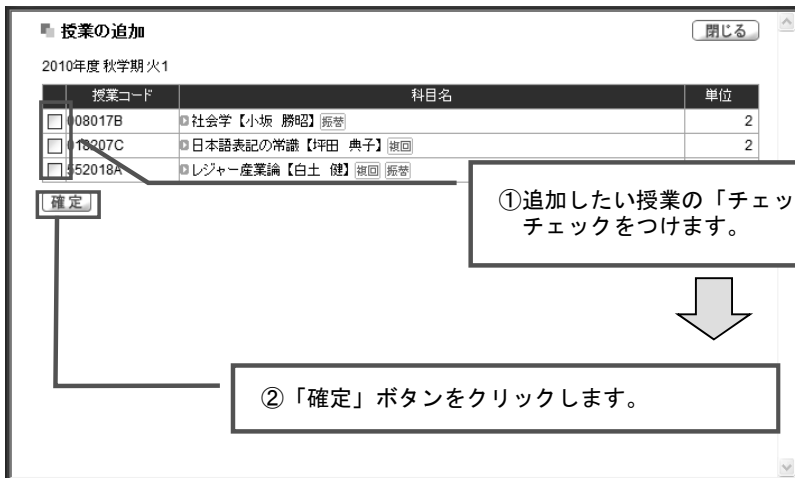 授業の追加
閉じる
2010年度 秋学期 火1
授業コード 科目名 単位
008017B 社会学【小坂 勝昭】 振替 2
018207C 日本語表記の常識【坪田 典子】 複回 2
552018A レジャー産業論【白土 健】 複回 振替
確定
①追加したい授業の「チェッ
チェックをつけます。
②「確定」ボタンをクリックします。